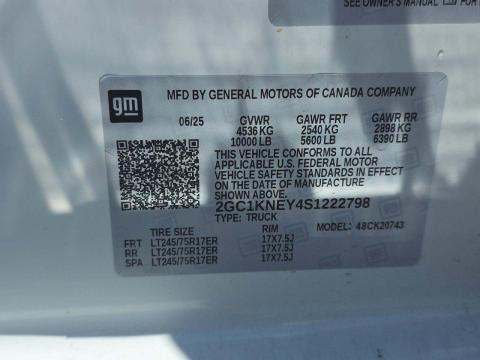 SEE OWNER'S MANUAL
gm
MFD BY GENERAL MOTORS OF CANADA COMPANY
06/25 GVWR GAWR FRT GAWR RR
4536 KG 2540 KG 2898 KG
10000 LB 5600 LB 6390 LB
THIS VEHICLE CONFORMS TO ALL
APPLICABLE U.S. FEDERAL MOTOR
VEHICLE SAFETY STANDARDS IN EFFECT
ON THE DATE OF MANUFACTURE
SHOWN ABOVE.
2GC1KNEY4S1222798
TYPE: TRUCK MODEL: 48CK20743
TIRE SIZE RIM
FRT LT245/75R17ER 17X7.5J
RR LT245/75R17ER 17X7.5J
SPA LT245/75R17ER 17X7.5J